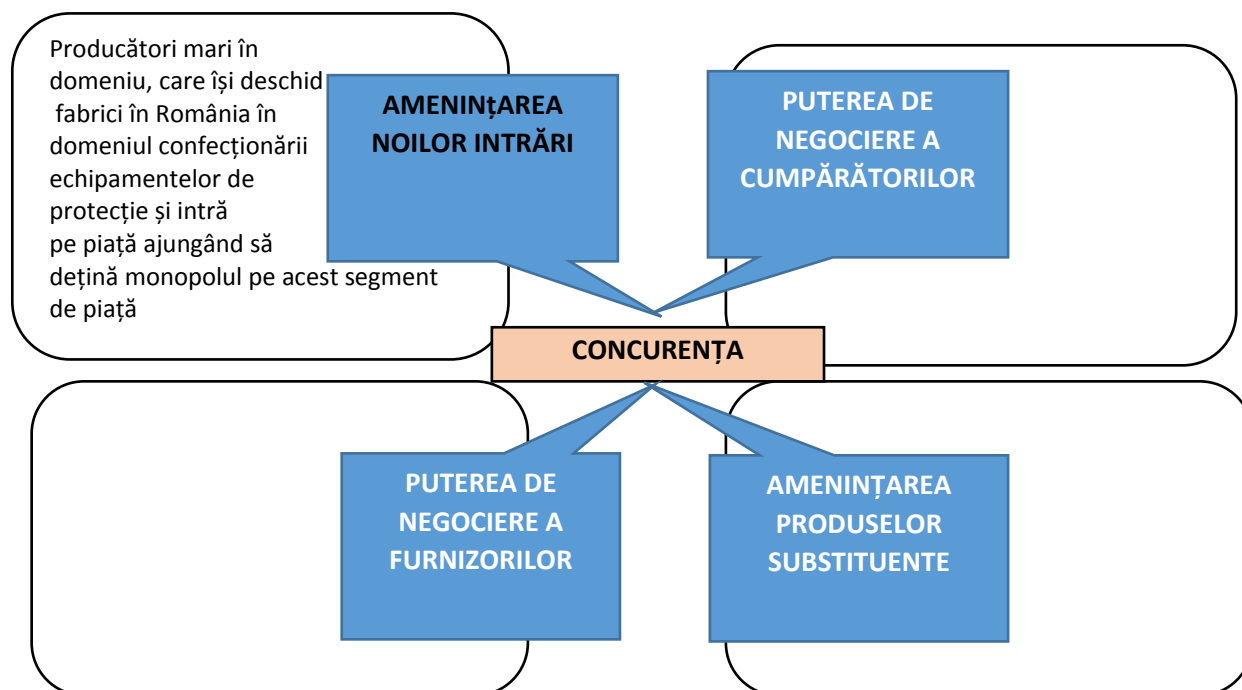 Producători mari în
domeniu, care își deschid
fabrici în România în
domeniul confecționării
echipamentelor de
protecție și intră
pe piață ajungând să
dețină monopolul pe acest segment
de piață
AMENINţAREA
NOILOR INTRĂRI
PUTEREA DE
NEGOCIERE A
CUMPĂRĂTORILOR
CONCURENȚA
PUTEREA DE
NEGOCIERE A
FURNIZORILOR
AMENINȚAREA
PRODUSELOR
SUBSTITUENTE